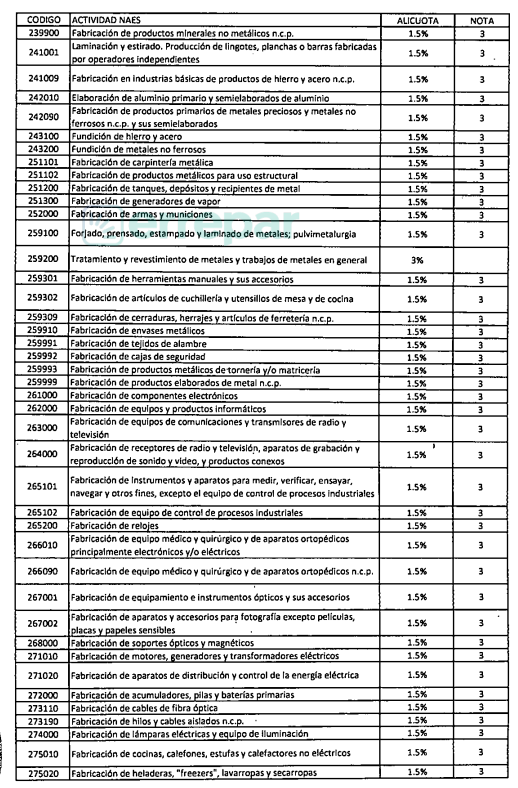 CODIGO ACTIVIDAD NAES ALICUOTA NOTA
239900 Fabricación de productos minerales no metálicos n.c.p. 1.5% 3
241001 Laminación y estirado. Producción de lingotes, planchas o barras fabricadas
por operadores independientes 1.5% 3
241009 Fabricación en industrias básicas de productos de hierro y acero n.c.p. 1.5% 3
242010 Elaboración de aluminio primario y semielaborados de aluminio 1.5% 3
242090 Fabricación de productos primarios de metales preciosos y metales no
ferrosos n.c.p. y sus semielaborados 1.5% 3
243100 Fundición de hierro y acero 1.5% 3
243200 Fundición de metales no ferrosos 1.5% 3
251101 Fabricación de carpintería metálica 1.5% 3
251102 Fabricación de productos metálicos para uso estructural 1.5% 3
251200 Fabricación de tanques, depósitos y recipientes de metal 1.5% 3
251300 Fabricación de generadores de vapor 1.5% 3
252000 Fabricación de armas y municiones 1.5% 3
errepar
259100 Forjado, prensado, estampado y laminado de metales; pulvimetalurgia 1.5% 3
259200 Tratamiento y revestimiento de metales y trabajos de metales en general 3%
259301 Fabricación de herramientas manuales y sus accesorios 1.5% 3
259302 Fabricación de artículos de cuchillería y utensillos de mesa y de cocina 1.5% 3
259309 Fabricación de cerraduras, herrajes y artículos de ferretería n.c.p. 1.5% 3
259910 Fabricación de envases metálicos 1.5% 3
259991 Fabricación de tejidos de alambre 1.5% 3
259992 Fabricación de cajas de seguridad 1.5% 3
259993 Fabricación de productos metálicos de tornería y/o matricería 1.5% 3
259999 Fabricación de productos elaborados de metal n.c.p. 1.5% 3
261000 Fabricación de componentes electrónicos 1.5% 3
262000 Fabricación de equipos y productos informáticos 1.5% 3
263000 Fabricación de equipos de comunicaciones y transmisores de radio y
televisión 1.5% 3
264000 Fabricación de receptores de radio y televisión, aparatos de grabación y
reproducción de sonido y video, y productos conexos 1.5% 3
265101 Fabricación de instrumentos y aparatos para medir, verificar, ensayar,
navegar y otros fines, excepto el equipo de control de procesos industriales 1.5% 3
265102 Fabricación de equipo de control de procesos industriales 1.5% 3
265200 Fabricación de relojes 1.5% 3
266010 Fabricación de equipo médico y quirúrgico y de aparatos ortopédicos
principalmente electrónicos y/o eléctricos 1.5% 3
266090 Fabricación de equipo médico y quirúrgico y de aparatos ortopédicos n.c.p. 1.5% 3
267001 Fabricación de equipamiento e instrumentos ópticos y sus accesorios 1.5% 3
267002 Fabricación de aparatos y accesorios para fotografía excepto películas,
placas y papeles sensibles 1.5% 3
268000 Fabricación de soportes ópticos y magnéticos 1.5% 3
271010 Fabricación de motores, generadores y transformadores eléctricos 1.5% 3
271020 Fabricación de aparatos de distribución y control de la energía eléctrica 1.5% 3
272000 Fabricación de acumuladores, pilas y baterías primarias 1.5% 3
273110 Fabricación de cables de fibra óptica 1.5% 3
273190 Fabricación de hilos y cables aislados n.c.p. 1.5% 3
274000 Fabricación de lámparas eléctricas y equipo de iluminación 1.5% 3
275010 Fabricación de cocinas, calefones, estufas y calefactores no eléctricos 1.5% 3
275020 Fabricación de heladeras, "freezers", lavarropas y secarropas 1.5% 3